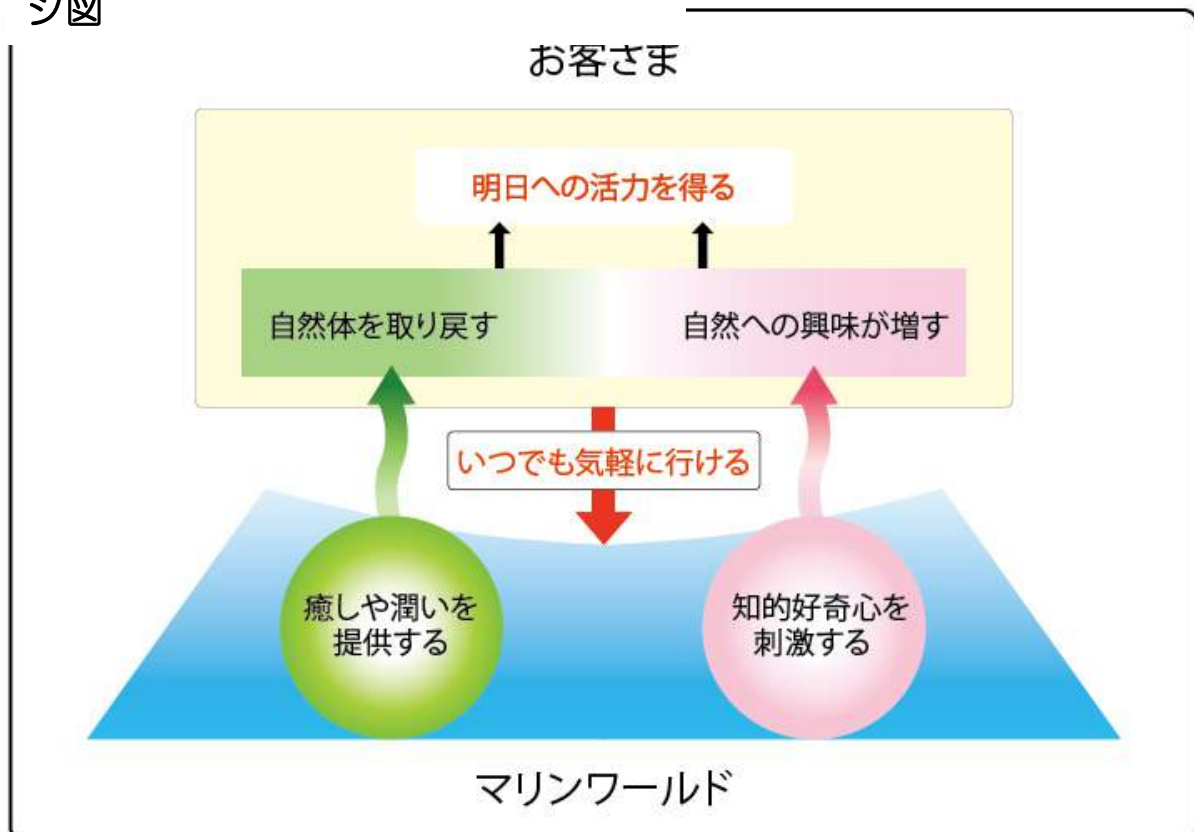 ジ図
お客さま
明日への活力を得る
自然体を取り戻す
自然への興味が増す
いつでも気軽に行ける
癒しや潤いを
提供する
知的好奇心を
刺激する
マリンワールド